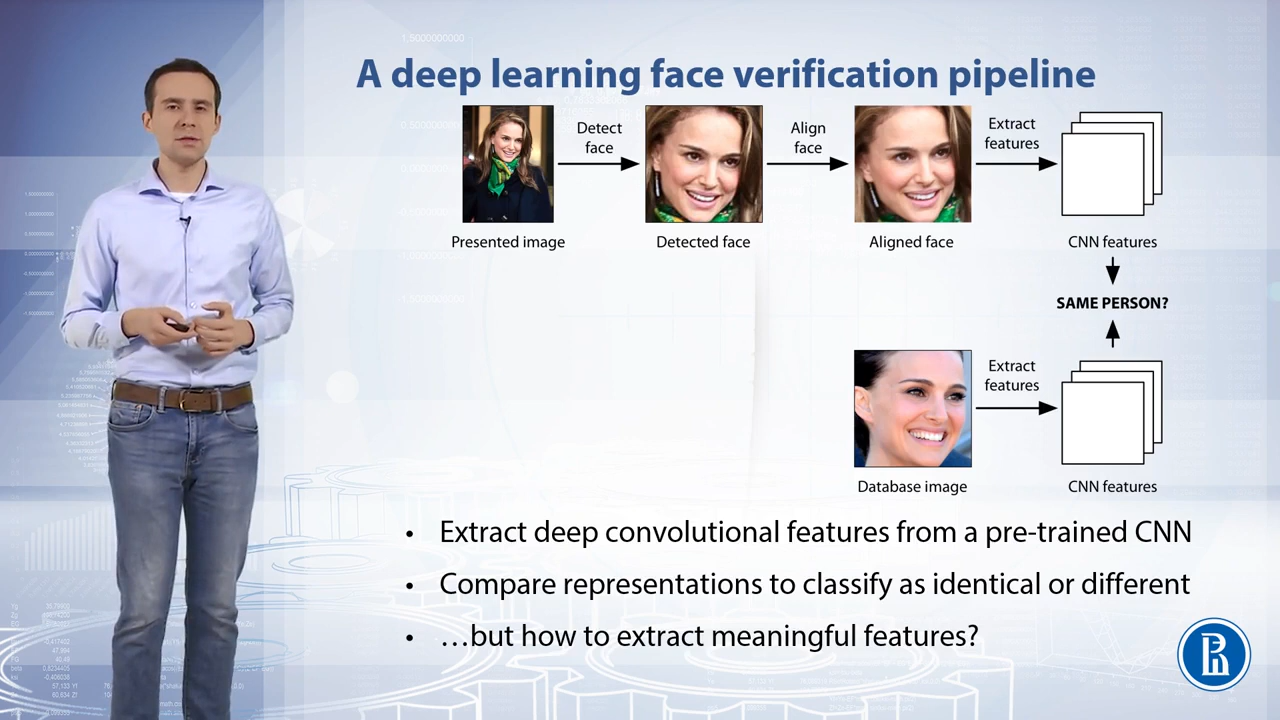 A deep learning face verification pipeline
Detect
face
Align
face
Extract
features
Presented image
Detected face
Aligned face
CNN features
SAME PERSON?
Extract
features
Database image
CNN features
• Extract deep convolutional features from a pre-trained CNN
• Compare representations to classify as identical or different
• …but how to extract meaningful features?